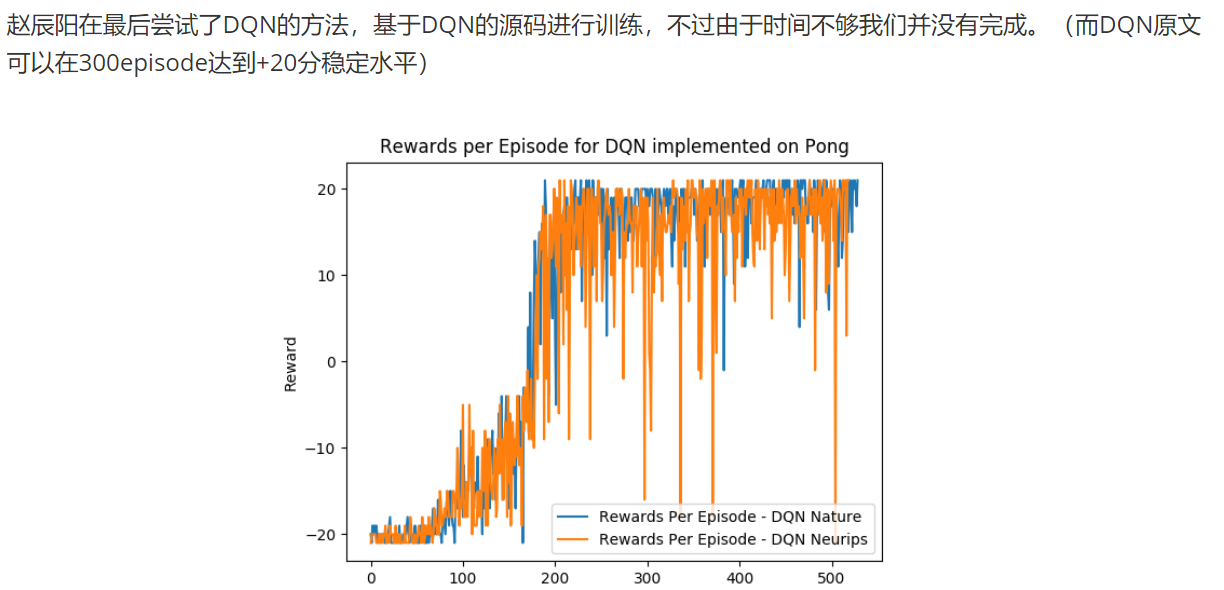 赵辰阳在最后尝试了DQN的方法，基于DQN的源码进行训练，不过由于时间不够我们并没有完成。（而DQN原文
可以在300episode达到+20分稳定水平）
Rewards per Episode for DQN implemented on Pong
20
10
0
−10
−20
Reward
Rewards Per Episode - DQN Nature
Rewards Per Episode - DQN Neurips
0 100 200 300 400 500